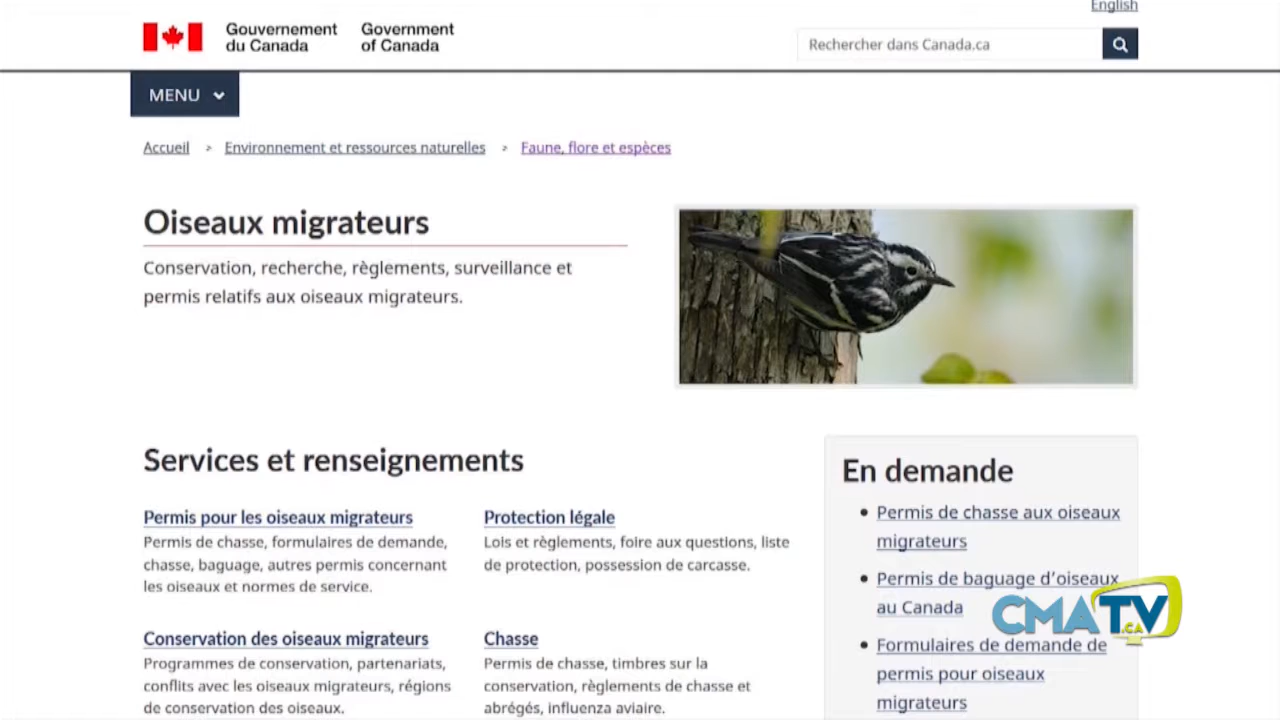 English
Gouvernement
du Canada
Government
of Canada
Rechercher dans Canada.ca
MENU
Accueil > Environnement et ressources naturelles > Faune, flore et espèces
Oiseaux migrateurs
Conservation, recherche, règlements, surveillance et
permis relatifs aux oiseaux migrateurs.
Services et renseignements
Permis pour les oiseaux migrateurs
Permis de chasse, formulaires de demande,
chasse, baguage, autres permis concernant
les oiseaux et normes de service.
Protection légale
Lois et règlements, foire aux questions, liste
de protection, possession de carcasse.
Conservation des oiseaux migrateurs
Programmes de conservation, partenariats,
conflits avec les oiseaux migrateurs, régions
de conservation des oiseaux.
Chasse
Permis de chasse, timbres sur la
conservation, règlements de chasse et
abrégés, influenza aviaire.
En demande
• Permis de chasse aux oiseaux
migrateurs
• Permis de baguage d'oiseaux
au Canada
• Formulaires de demande de
permis pour oiseaux
migrateurs
CMATV
.CA